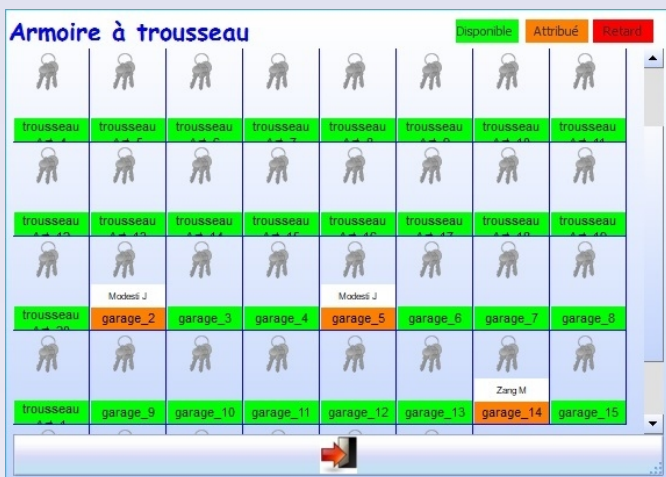 Armoire à trousseau
Disponible Attribué Retard
trousseau trousseau trousseau trousseau trousseau trousseau trousseau trousseau
trousseau trousseau trousseau trousseau trousseau trousseau trousseau trousseau
Modesti J Modesti J
trousseau garage_2 garage_3 garage_4 garage_5 garage_6 garage_7 garage_8
Zang M
trousseau garage_9 garage_10 garage_11 garage_12 garage_13 garage_14 garage_15